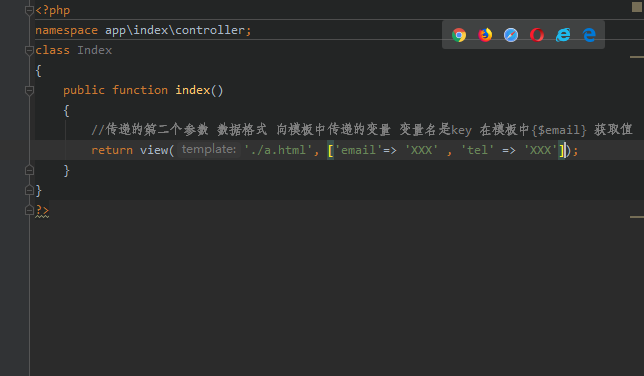 <?php
namespace app\index\controller;
class Index
{
    public function index()
    {
        //传递的第二个参数 数据格式 向模板中传递的变量 变量名是key 在模板中{$email} 获取值
        return view( template: './a.html', ['email'=> 'XXX' , 'tel' => 'XXX']);
    }
}
?>